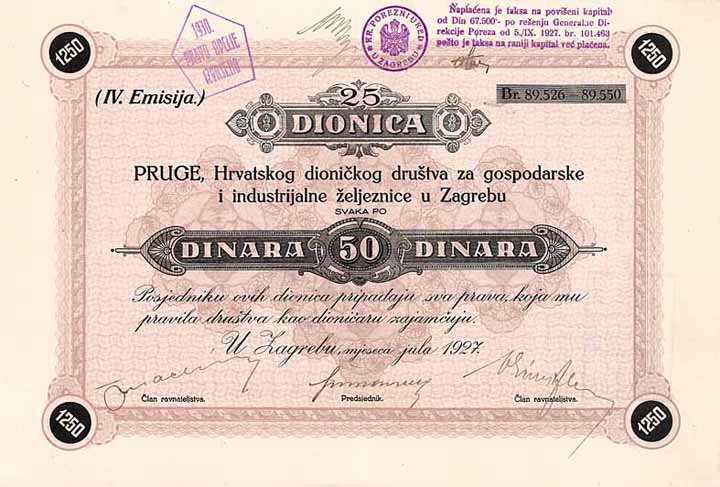 1250
1930.
PRAVO OPCIJE
IZVRŠENO
KR. POREZNI URED
U ZAGREBU
Naplaćena je taksa na povišeni kapital
od Din 67.500·- po rešenju Generalne Di-
rekcije Poreza od 5./IX. 1927. br. 101.463
pošto je taksa na raniji kapital već plaćena.
1250
(IV. Emisija.)
25
Br. 89.526 – 89.550
DIONICA
PRUGE, Hrvatskog dioničkog društva za gospodarske
i industrijalne željeznice u Zagrebu
SVAKA PO
DINARA 50 DINARA
Posjedniku ovih dionica pripadaju sva prava, koja mu
pravila društva kao dioničaru zajamčuju.
U Zagrebu, mjeseca jula 1927.
Član ravnateljstva. Predsjednik. Član ravnateljstva.
1250 1250